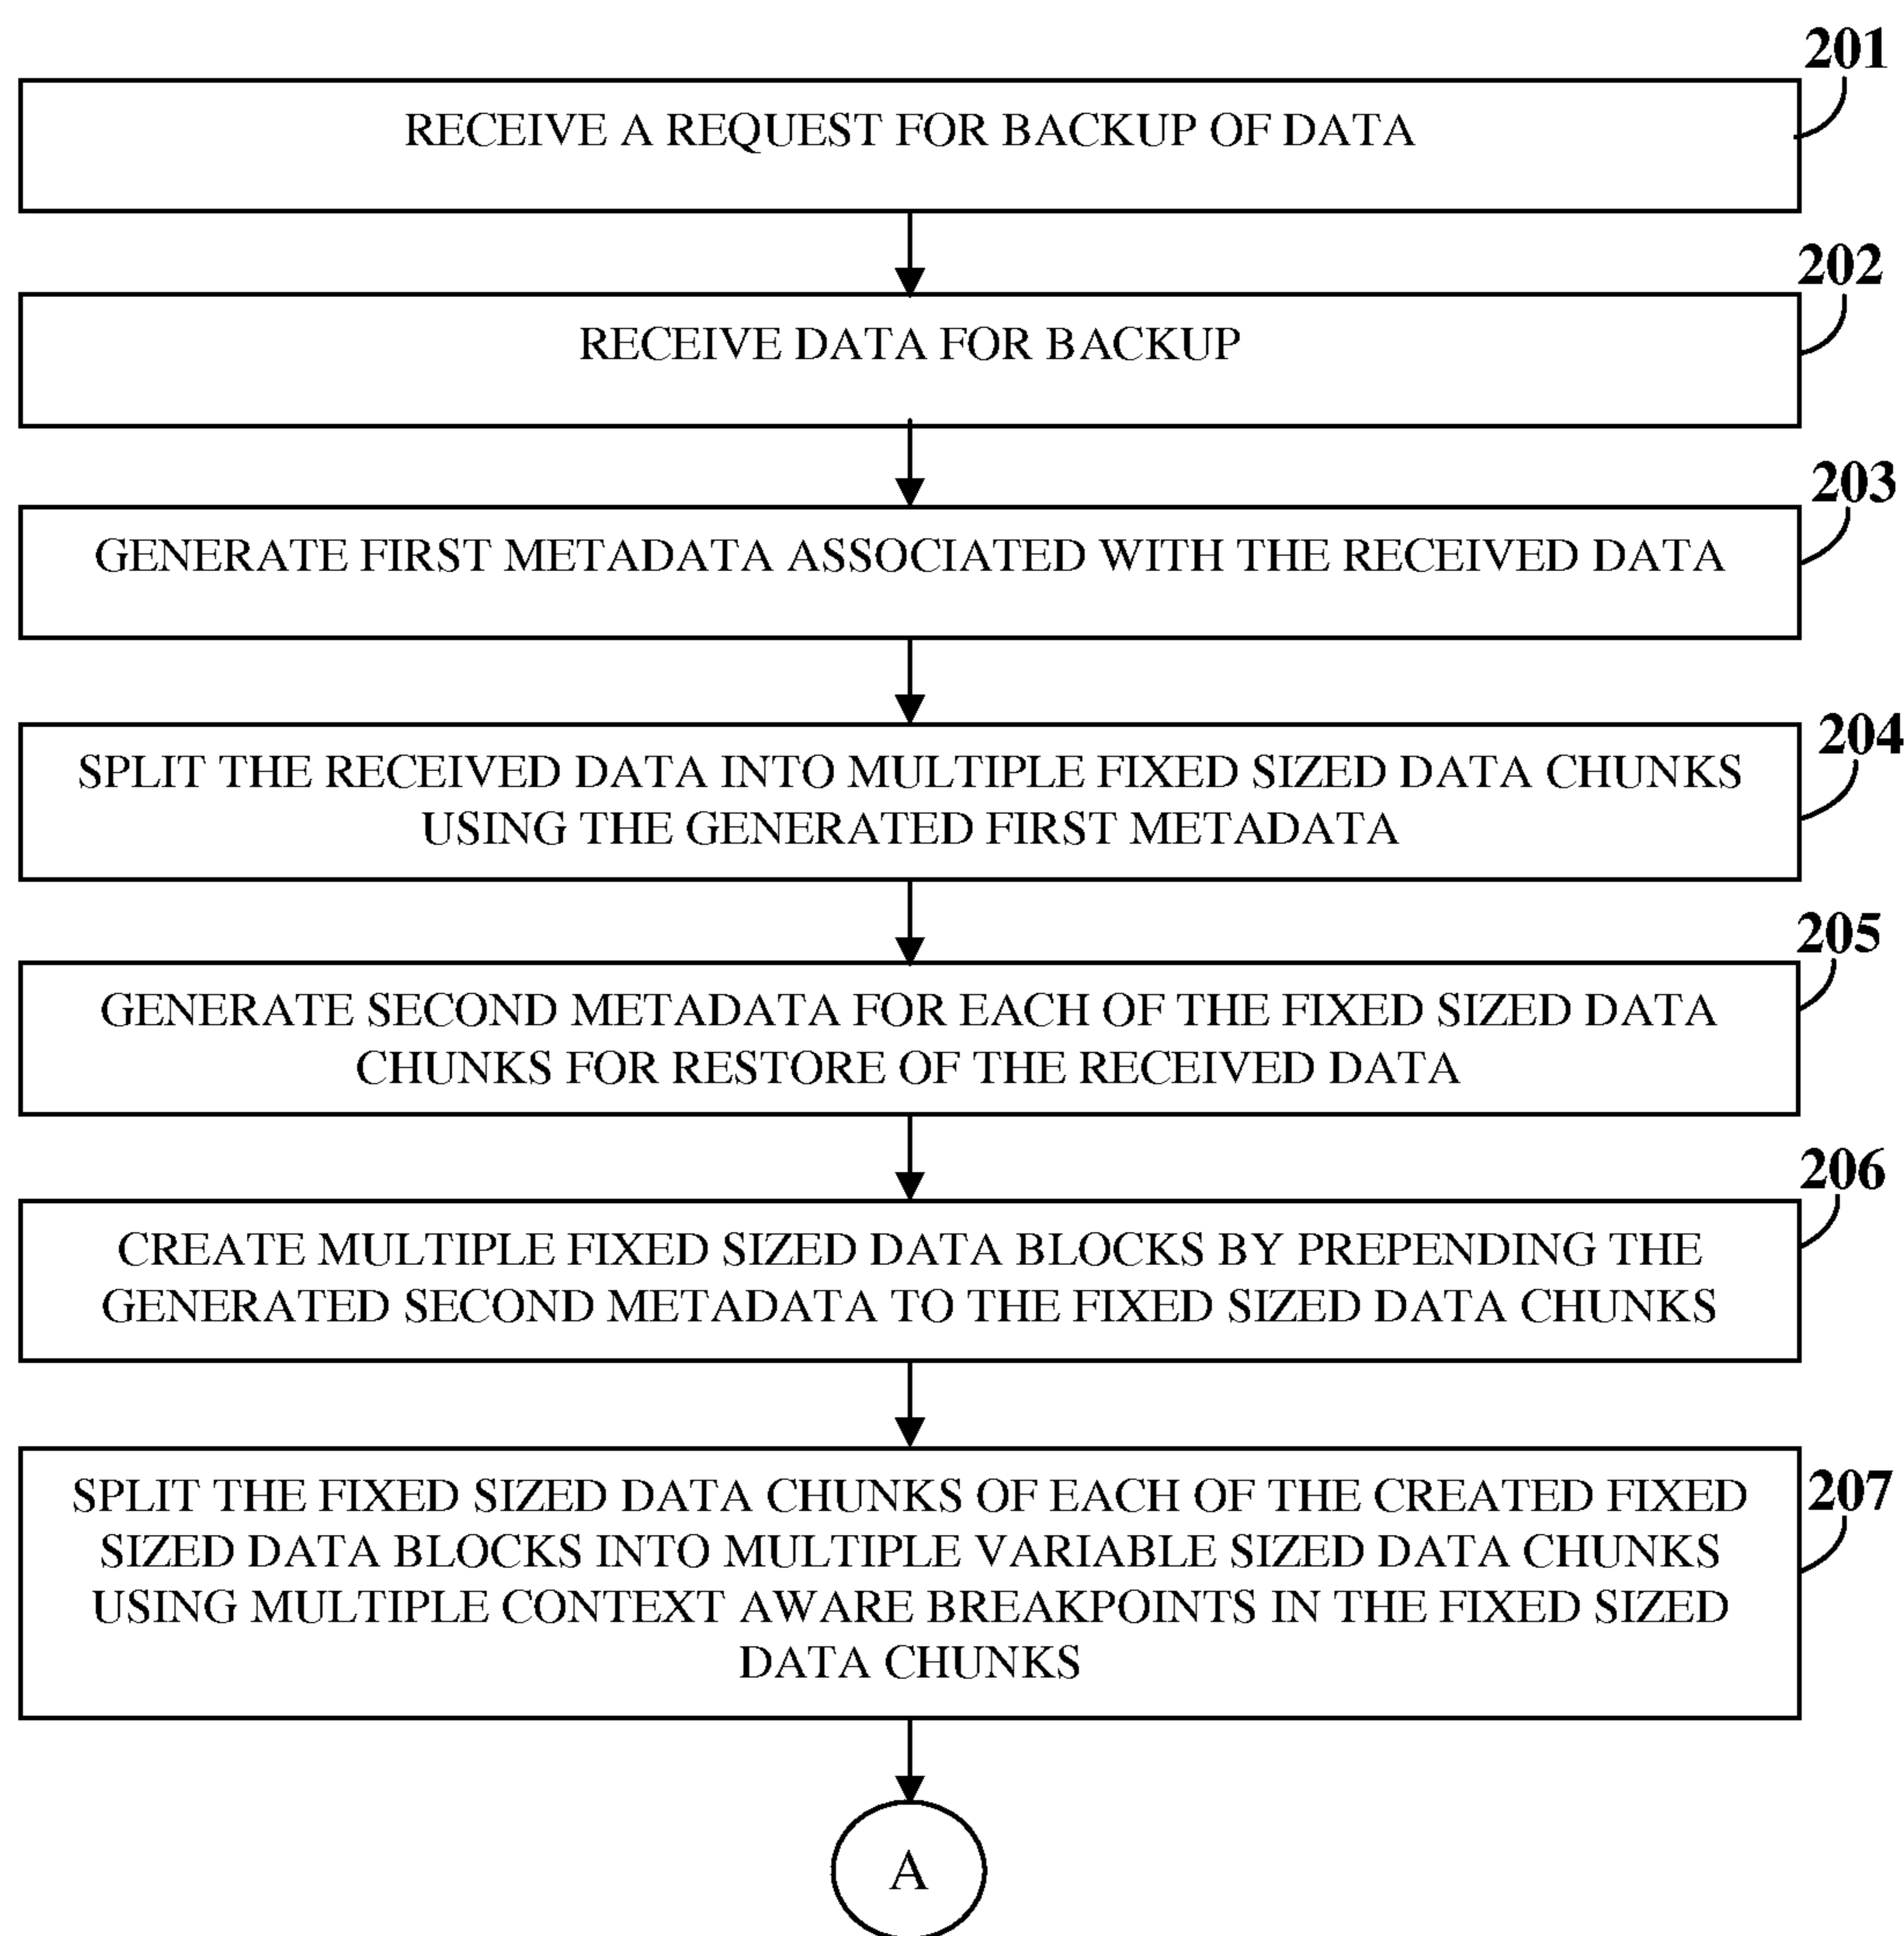 201
RECEIVE A REQUEST FOR BACKUP OF DATA
202
RECEIVE DATA FOR BACKUP
203
GENERATE FIRST METADATA ASSOCIATED WITH THE RECEIVED DATA
204
SPLIT THE RECEIVED DATA INTO MULTIPLE FIXED SIZED DATA CHUNKS
USING THE GENERATED FIRST METADATA
205
GENERATE SECOND METADATA FOR EACH OF THE FIXED SIZED DATA
CHUNKS FOR RESTORE OF THE RECEIVED DATA
206
CREATE MULTIPLE FIXED SIZED DATA BLOCKS BY PREPENDING THE
GENERATED SECOND METADATA TO THE FIXED SIZED DATA CHUNKS
207
SPLIT THE FIXED SIZED DATA CHUNKS OF EACH OF THE CREATED FIXED
SIZED DATA BLOCKS INTO MULTIPLE VARIABLE SIZED DATA CHUNKS
USING MULTIPLE CONTEXT AWARE BREAKPOINTS IN THE FIXED SIZED
DATA CHUNKS
A